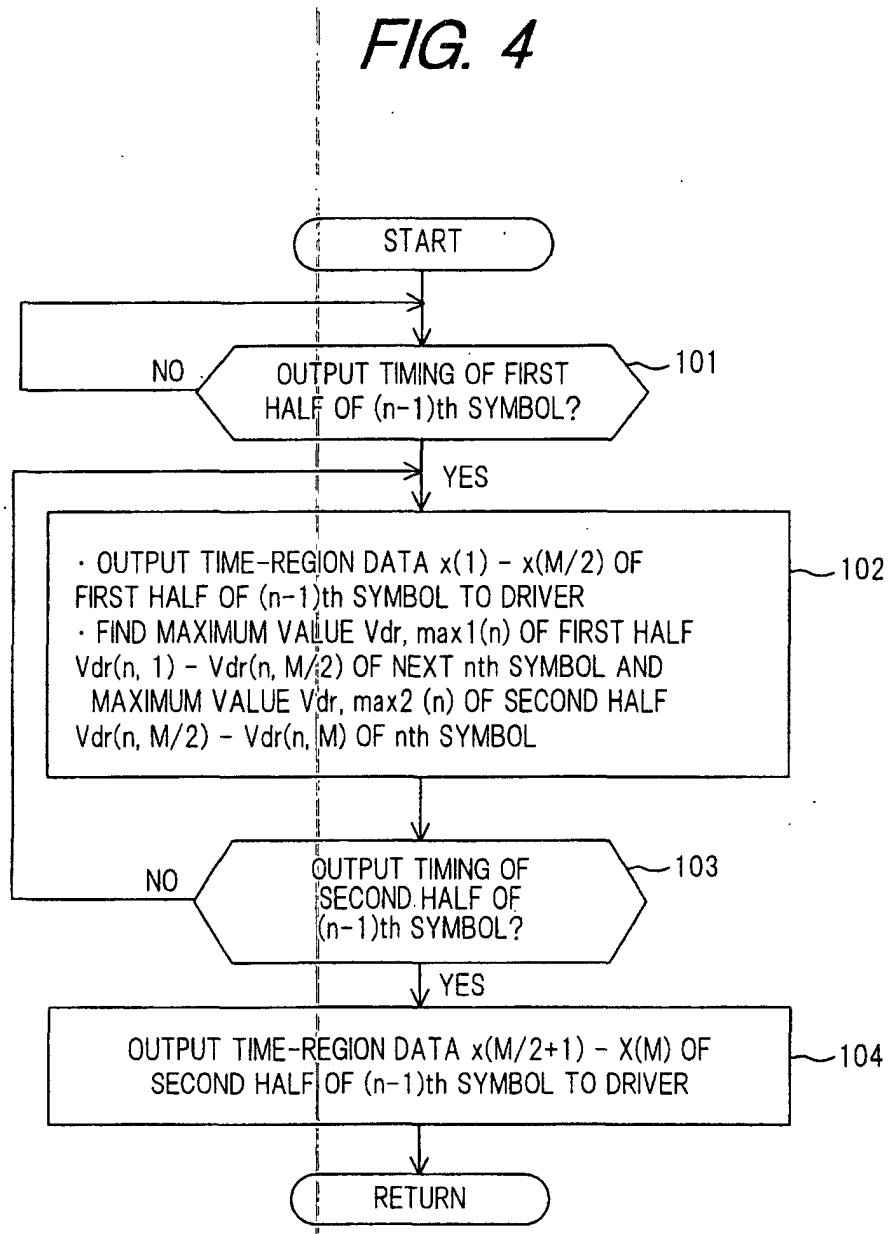 FIG. 4
START
NO
OUTPUT TIMING OF FIRST
HALF OF (n-1)th SYMBOL?
101
YES
· OUTPUT TIME-REGION DATA x(1) - x(M/2) OF
FIRST HALF OF (n-1)th SYMBOL TO DRIVER
· FIND MAXIMUM VALUE Vdr, max1(n) OF FIRST HALF
Vdr(n, 1) - Vdr(n, M/2) OF NEXT nth SYMBOL AND
MAXIMUM VALUE Vdr, max2 (n) OF SECOND HALF
Vdr(n, M/2) - Vdr(n, M) OF nth SYMBOL
102
NO
OUTPUT TIMING OF
SECOND HALF OF
(n-1)th SYMBOL?
103
YES
OUTPUT TIME-REGION DATA x(M/2+1) - X(M) OF
SECOND HALF OF (n-1)th SYMBOL TO DRIVER
104
RETURN